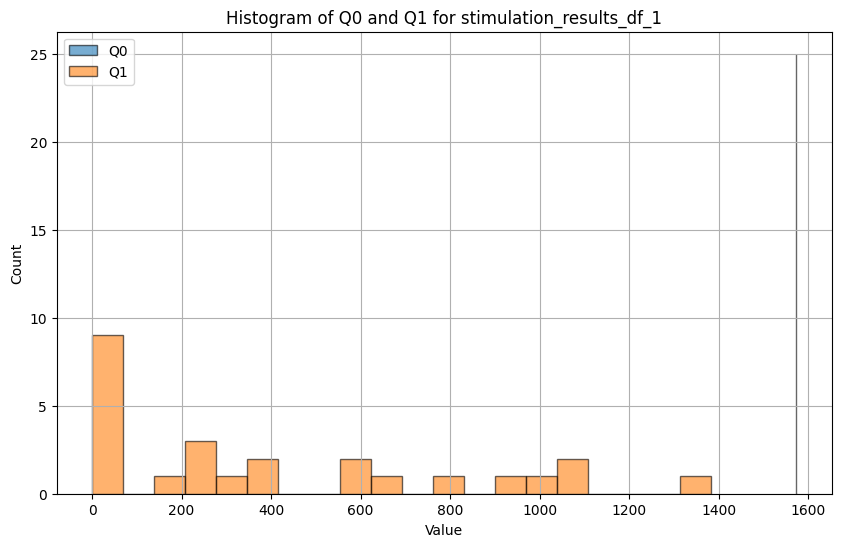 Histogram of Q0 and Q1 for stimulation_results_df_1
Q0
Q1
25
20
15
10
5
0
Count
0 200 400 600 800 1000 1200 1400 1600
Value